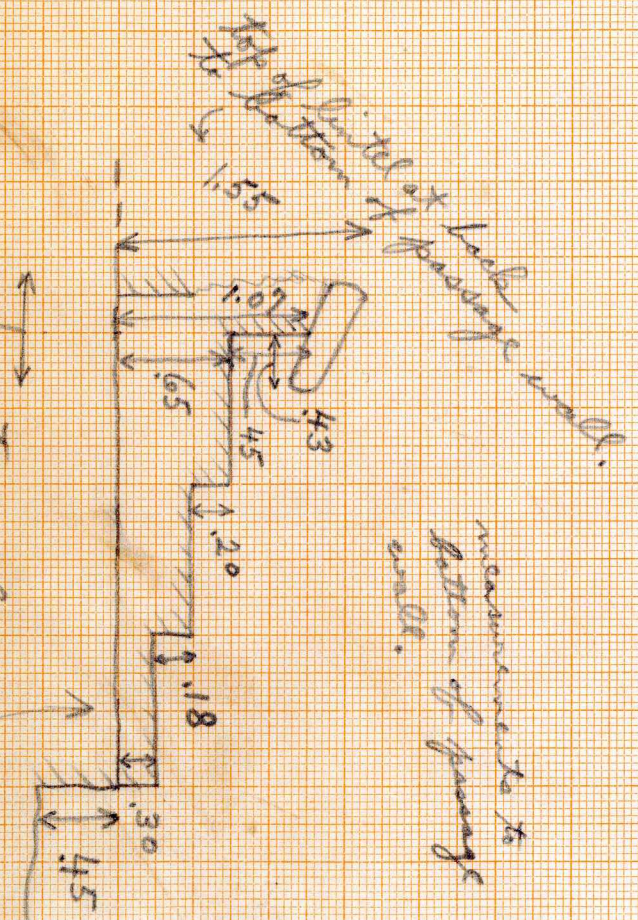 top of lintel at back passage wall.
to bottom of
1.55
1.07
.65
.45
.43
.20
.18
.30
.45
measurements to
bottom of passage
wall.